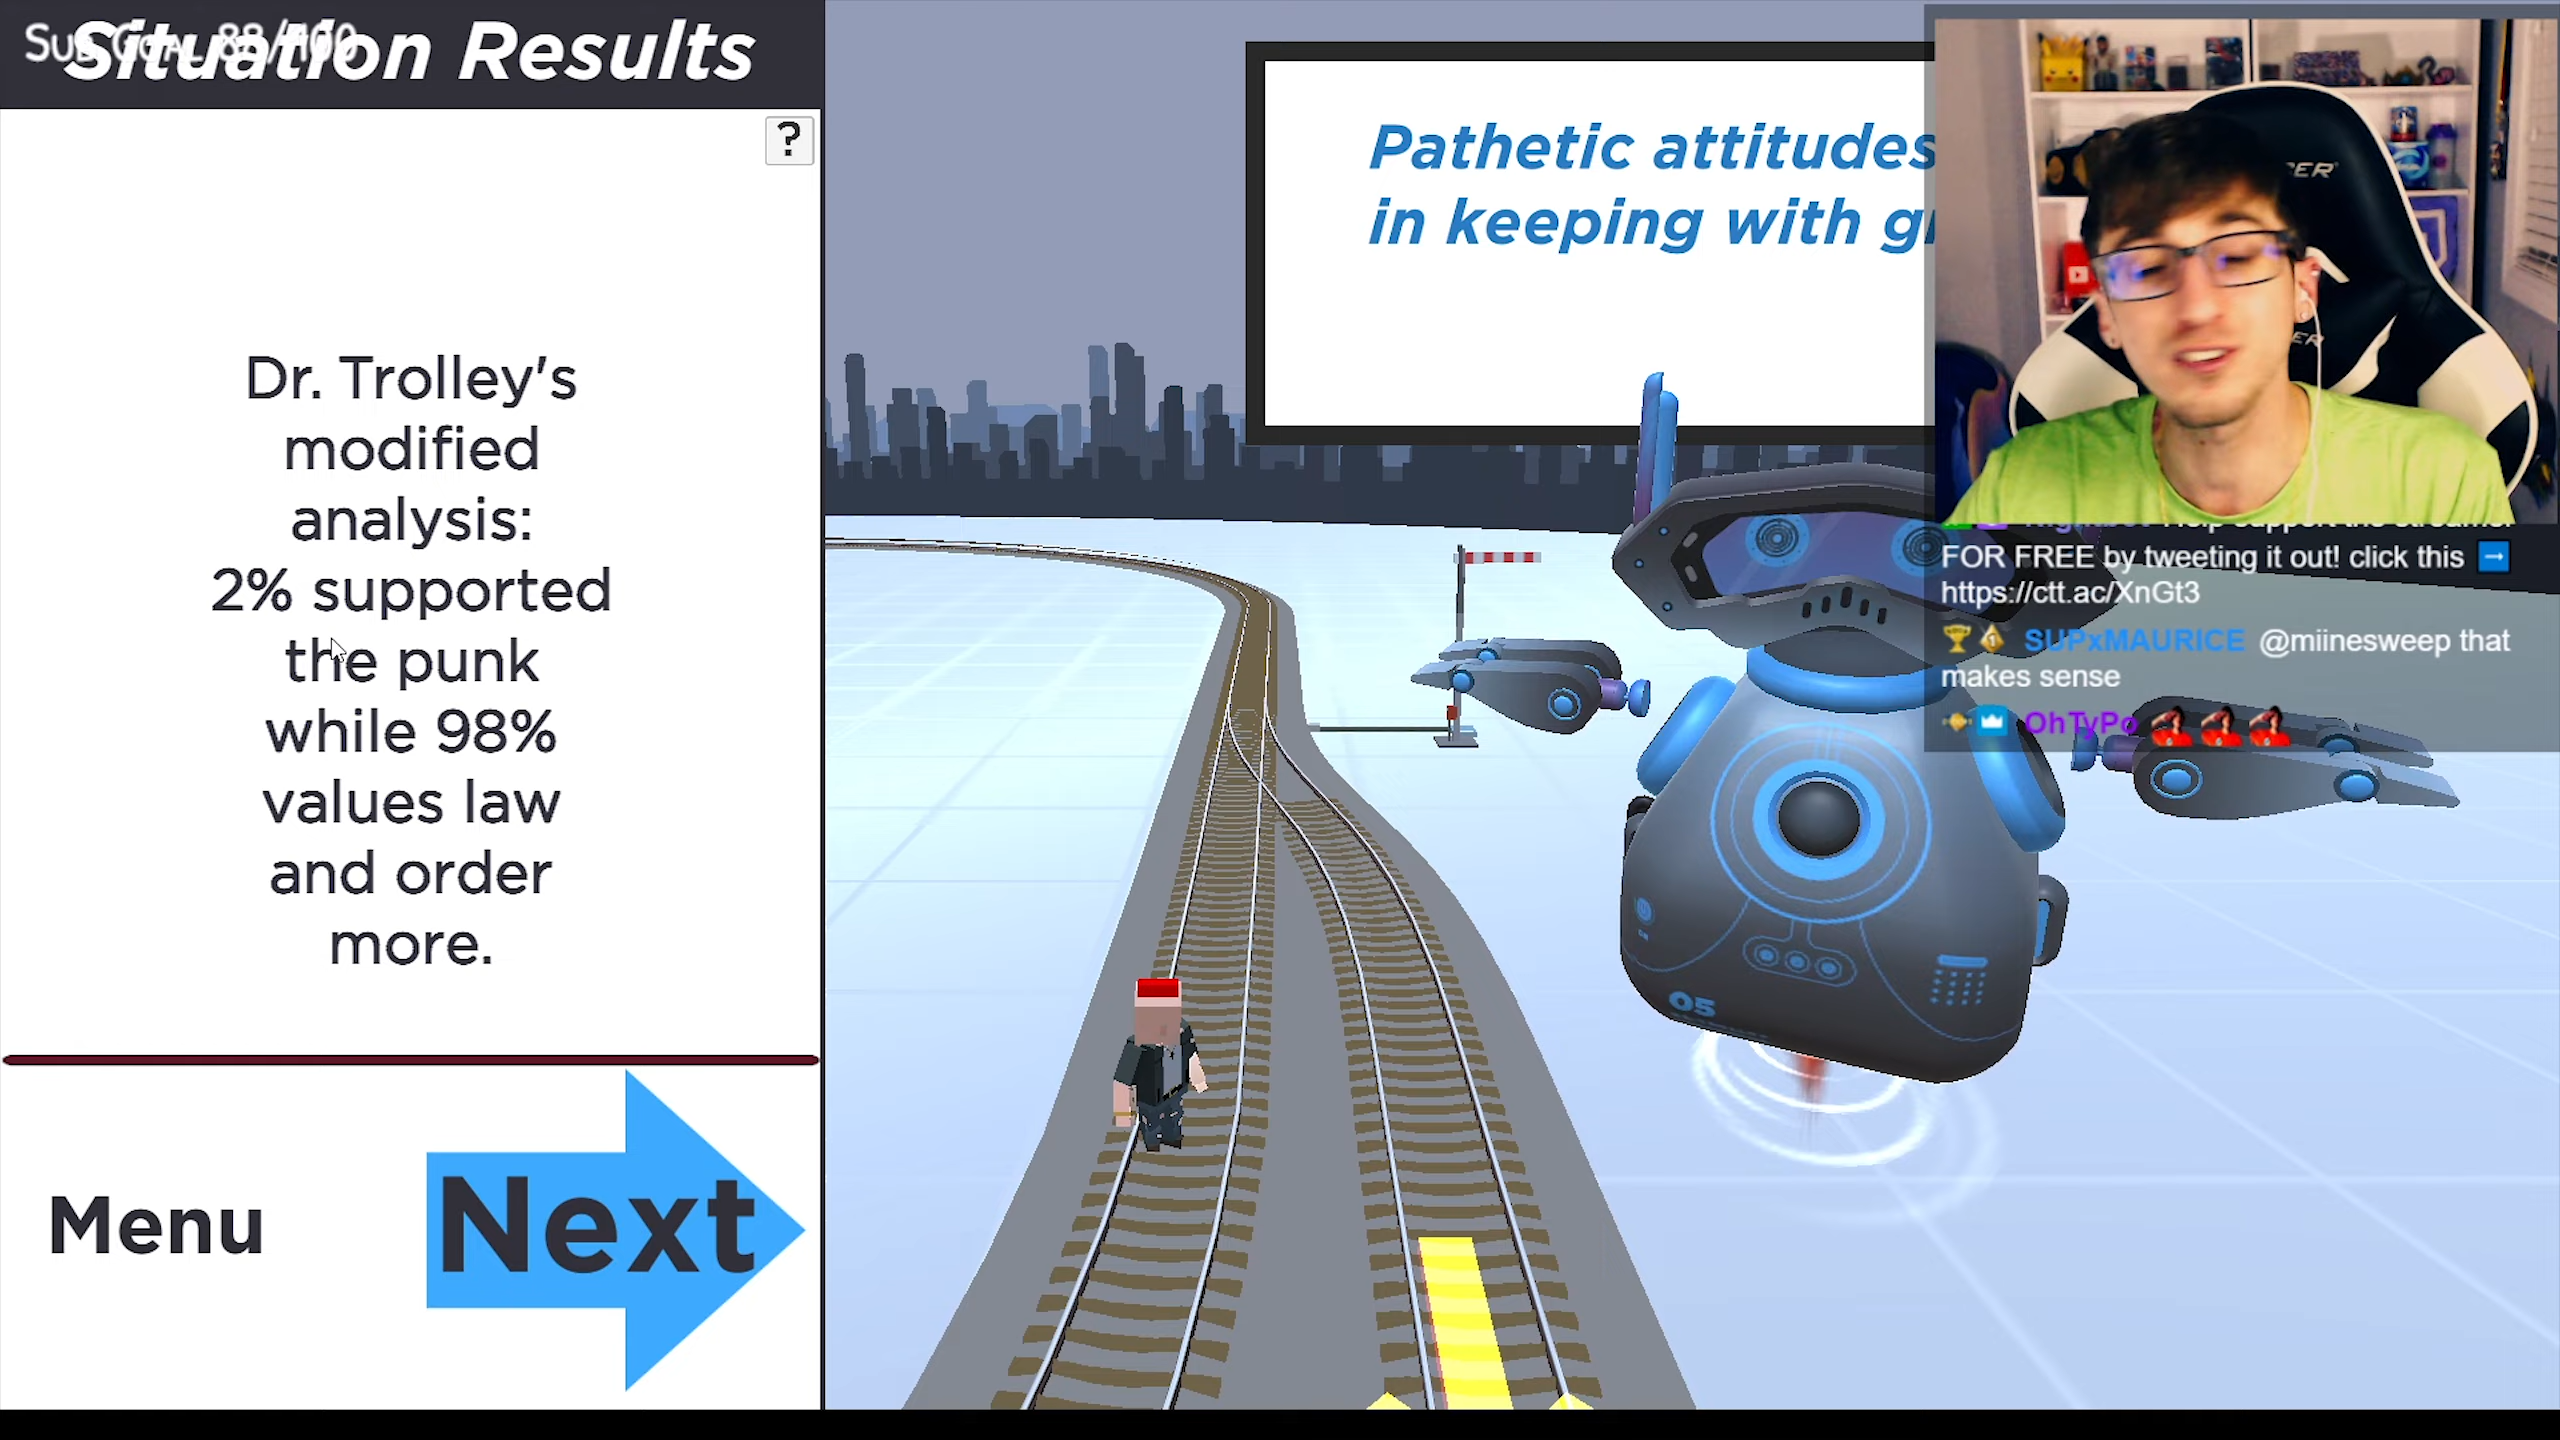 Situation Results
?
Dr. Trolley's
modified
analysis:
2% supported
the punk
while 98%
values law
and order
more.
Menu
Next
Pathetic attitudes
in keeping with
05
FOR FREE by tweeting it out! click this
https://ctt.ac/XnGt3
SUPxMAURICE @miinesweep that
makes sense
OhTyPo